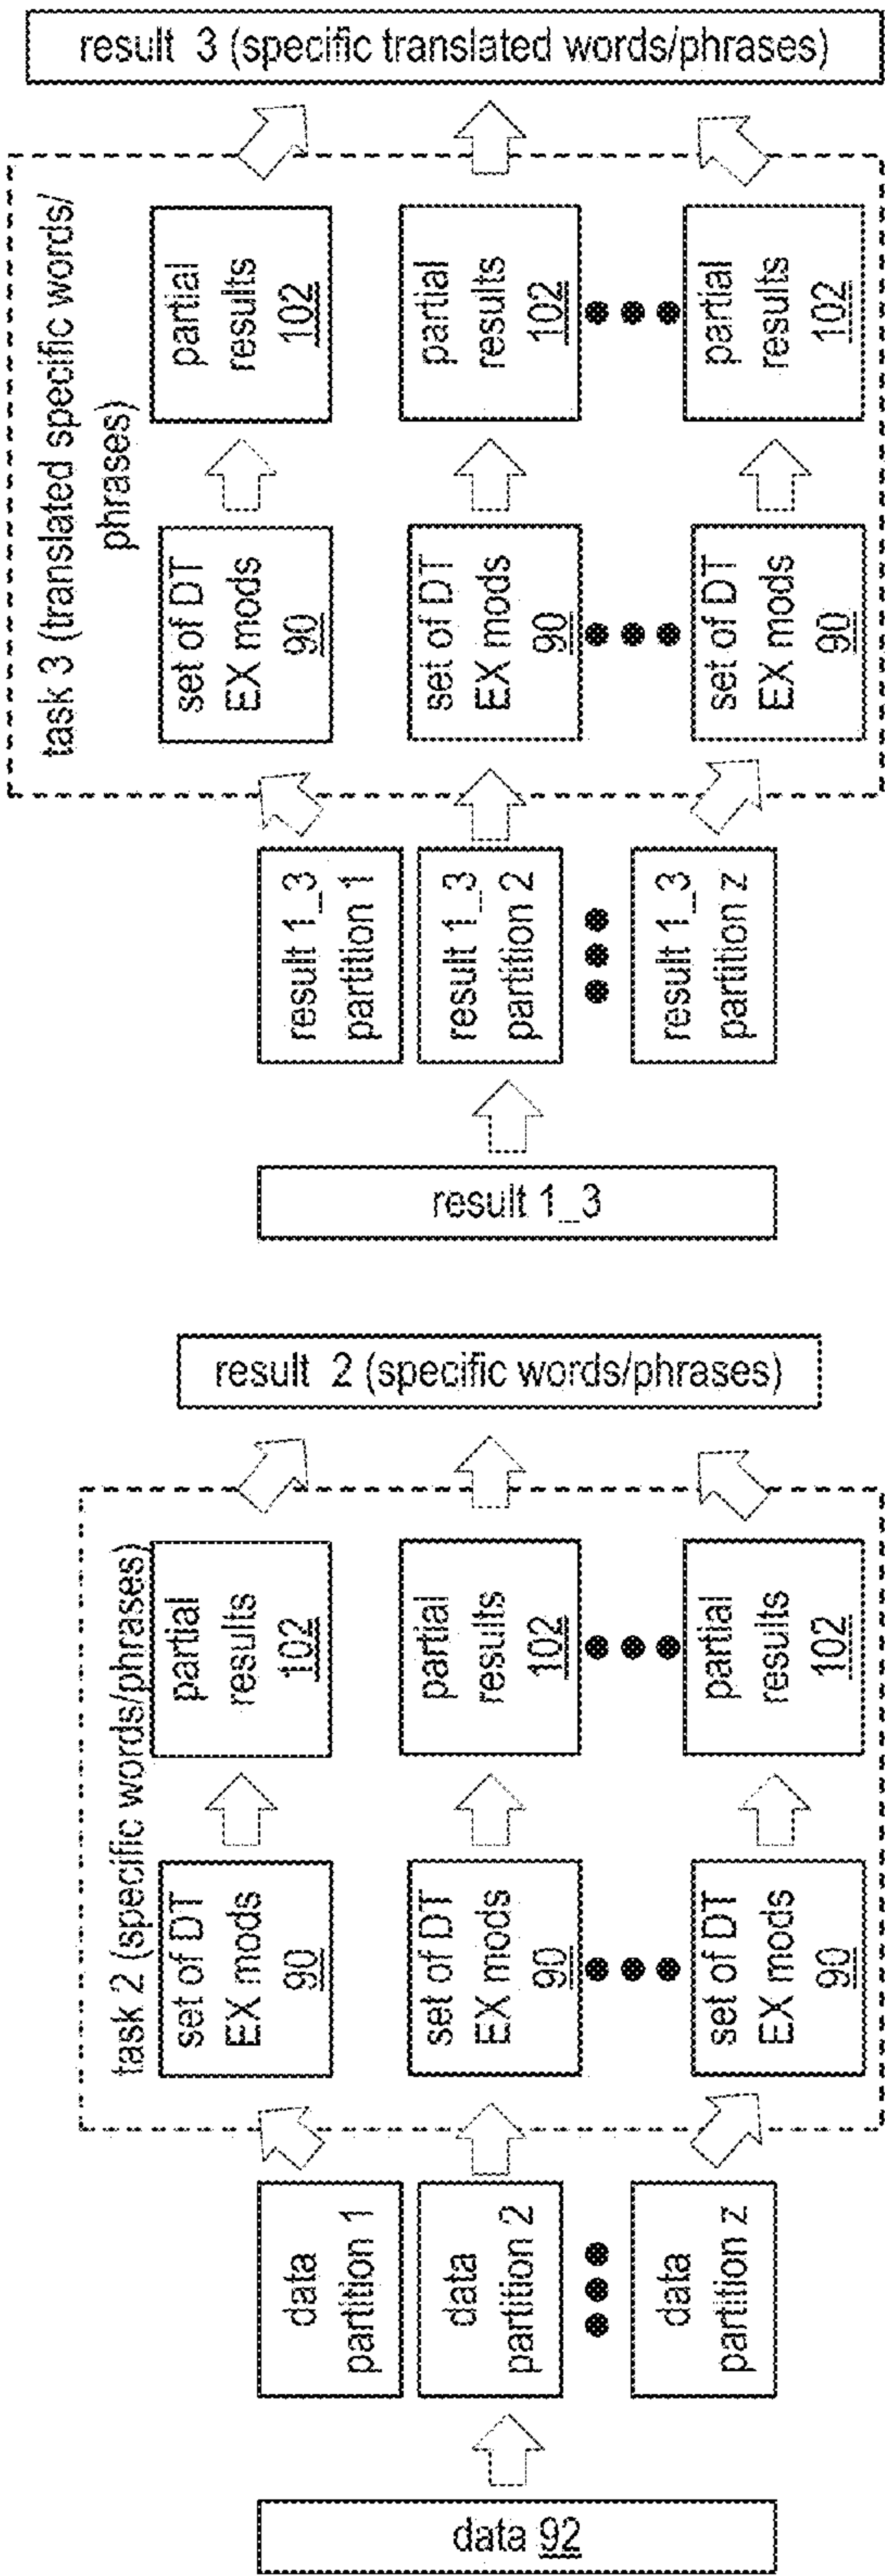 data 92
data
partition 1
data
partition 2
data
partition z
task 2 (specific words/phrases)
set of DT
EX mods
90
set of DT
EX mods
90
set of DT
EX mods
90
partial
results
102
partial
results
102
partial
results
102
result 2 (specific words/phrases)
result 1_3
result 1_3
partition 1
result 1_3
partition 2
result 1_3
partition z
task 3 (translated specific words/
phrases)
set of DT
EX mods
90
set of DT
EX mods
90
set of DT
EX mods
90
partial
results
102
partial
results
102
partial
results
102
result 3 (specific translated words/phrases)